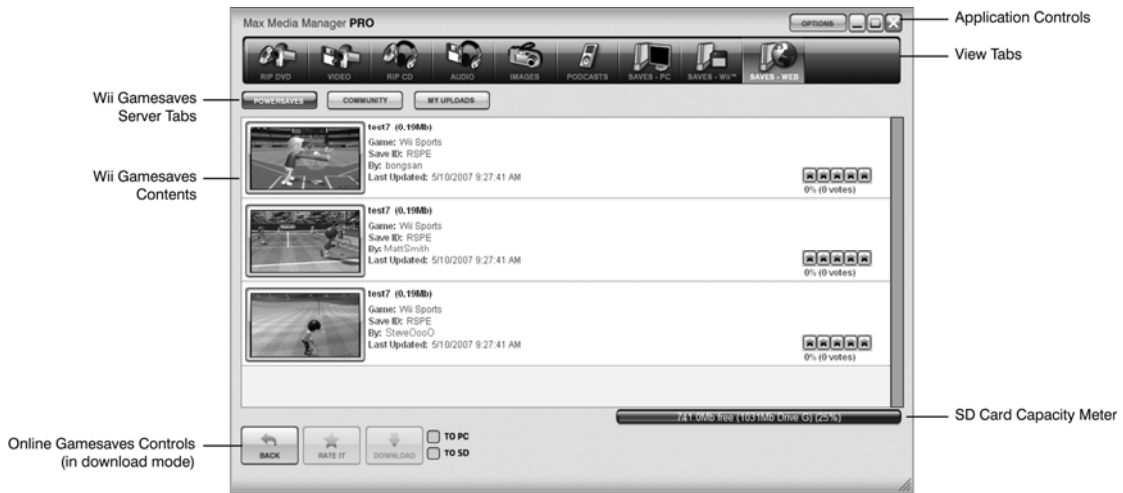 Max Media Manager PRO
OPTIONS
Application Controls
View Tabs
RIP DVD
VIDEO
RIP CD
AUDIO
IMAGES
PODCASTS
SAVES - PC
SAVES - Wii™
SAVES - WEB
Wii Gamesaves
Server Tabs
POWERSAVES
COMMUNITY
MY UPLOADS
Wii Gamesaves
Contents
test7 (0.19Mb)
Game: Wii Sports
Save ID: RSPE
By: bongsan
Last Updated: 5/10/2007 9:27:41 AM
0% (0 votes)
test7 (0.19Mb)
Game: Wii Sports
Save ID: RSPE
By: MattSmith
Last Updated: 5/10/2007 9:27:41 AM
0% (0 votes)
test7 (0.19Mb)
Game: Wii Sports
Save ID: RSPE
By: SteveOooO
Last Updated: 5/10/2007 9:27:41 AM
0% (0 votes)
741.0Mb free (1031Mb Drive G) (25%)
SD Card Capacity Meter
Online Gamesaves Controls
(in download mode)
BACK
RATE IT
DOWNLOAD
TO PC
TO SD